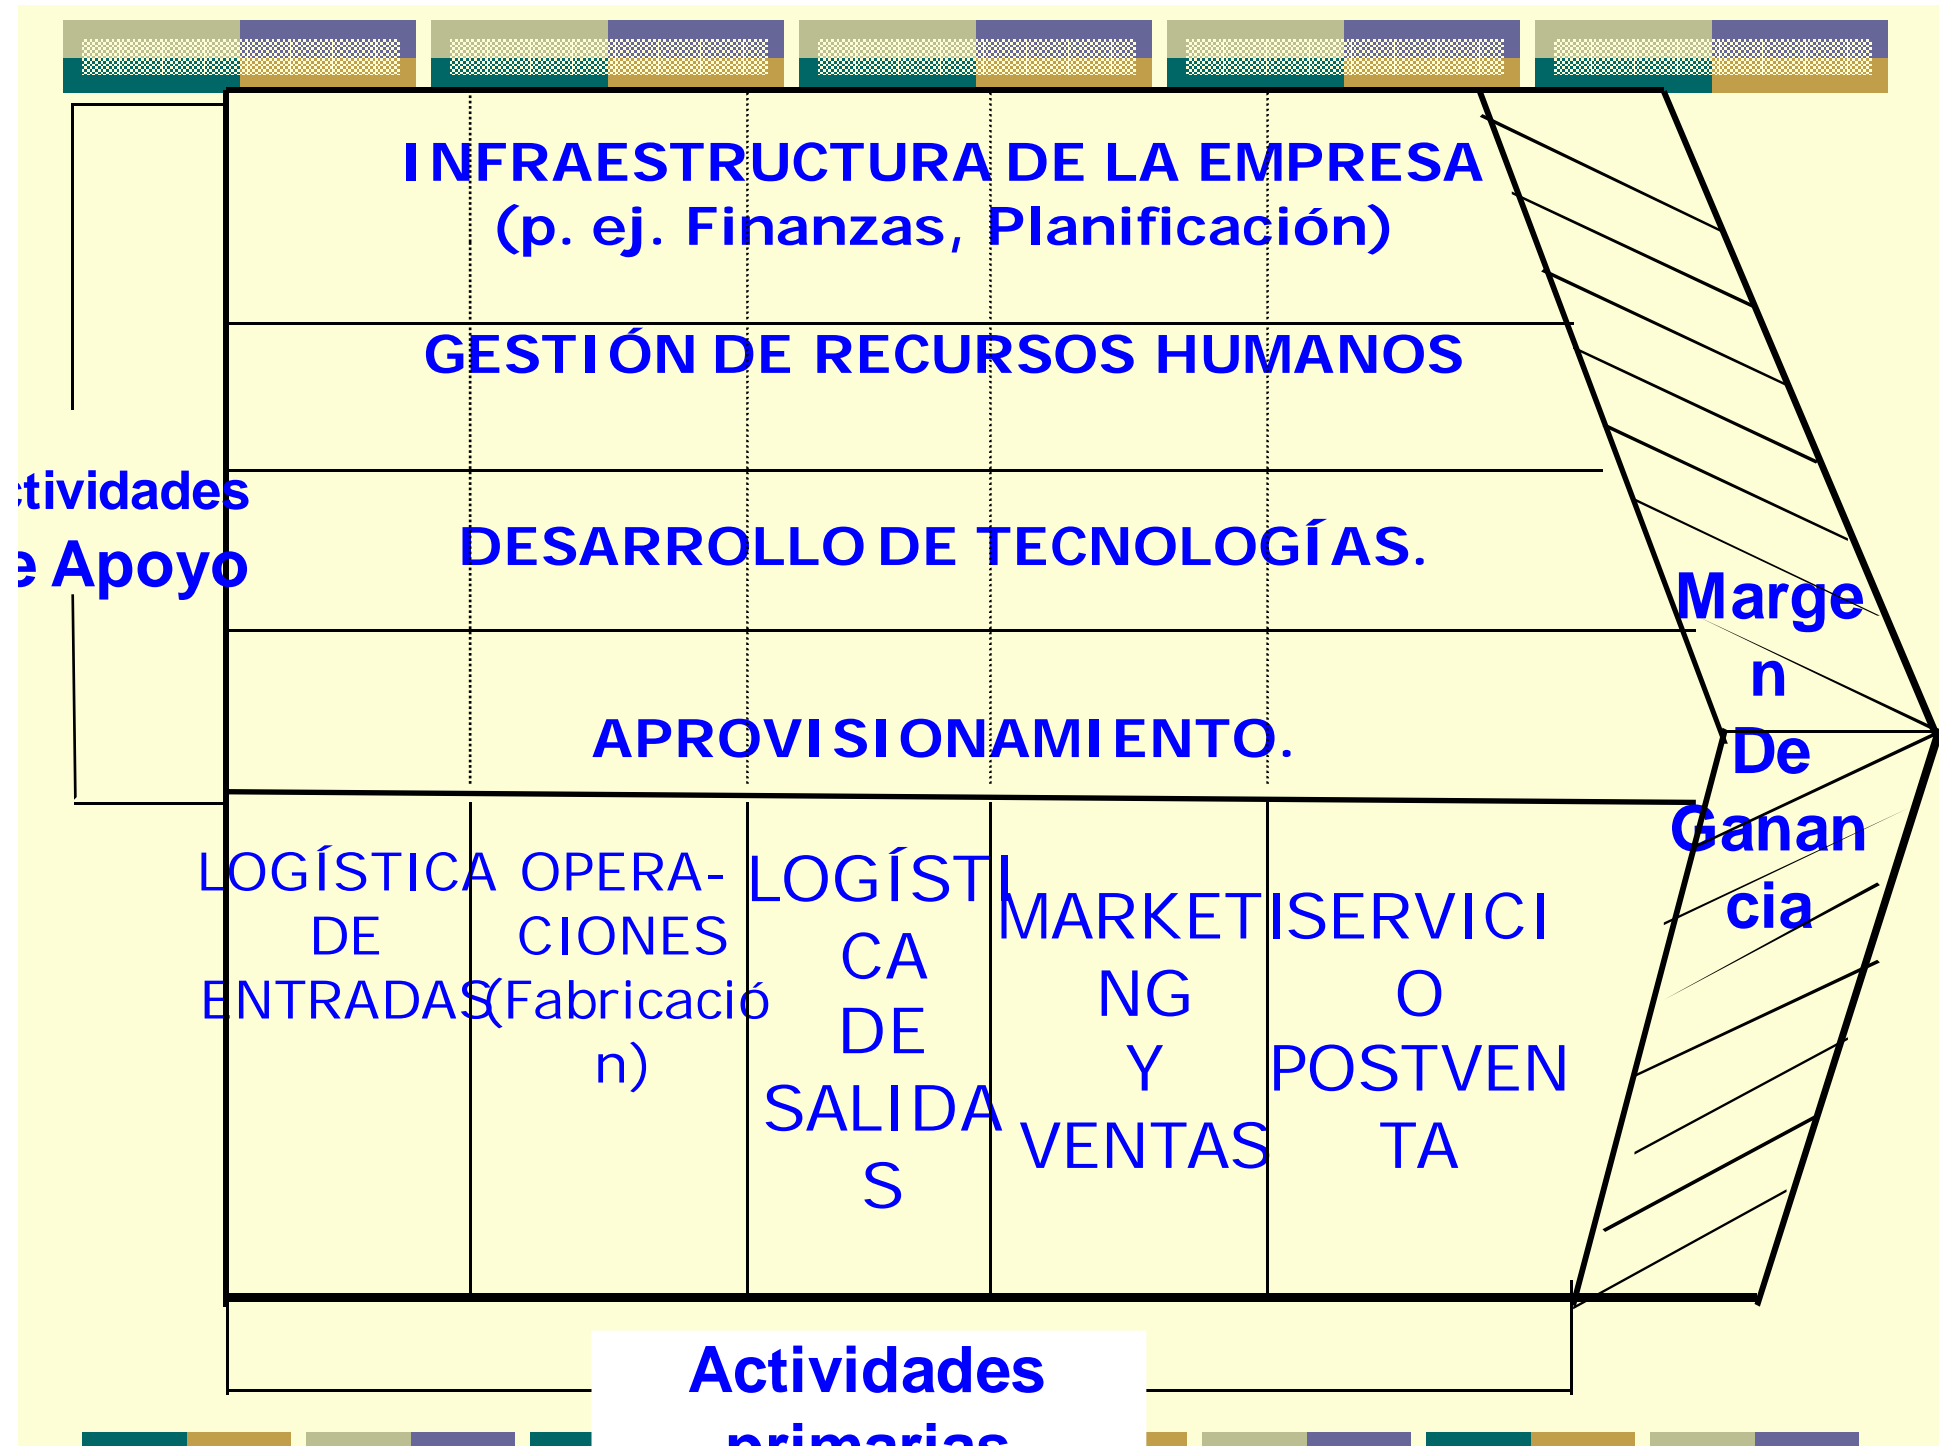 INFRAESTRUCTURA DE LA EMPRESA
(p. ej. Finanzas, Planificación)
GESTIÓN DE RECURSOS HUMANOS
ctividades
e Apoyo
DESARROLLO DE TECNOLOGÍAS.
APROVISIONAMIENTO.
Marge
n
De
Ganan
cia
LOGÍSTICA
DE
ENTRADAS
OPERA-
CIONES
(Fabricació
n)
LOGÍSTI
CA
DE
SALIDA
S
MARKETI
NG
Y
VENTAS
SERVICI
O
POSTVEN
TA
Actividades
primarias